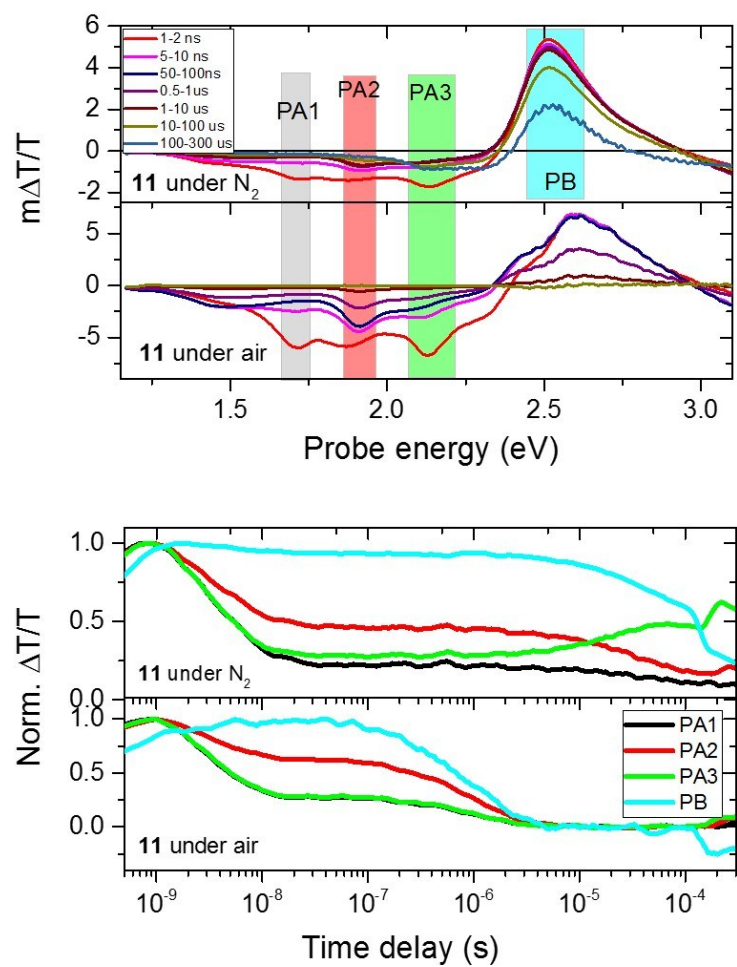 6
4
2
0
-2
1-2 ns
5-10 ns
50-100ns
0.5-1us
1-10 us
10-100 us
100-300 us
PA1
PA2
PA3
PB
11 under N2
mΔT/T
5
0
-5
11 under air
1.5
2.0
2.5
3.0
Probe energy (eV)
1.0
0.5
0.0
11 under N2
Norm. ΔT/T
1.0
0.5
0.0
PA1
PA2
PA3
PB
11 under air
10-9
10-8
10-7
10-6
10-5
10-4
Time delay (s)